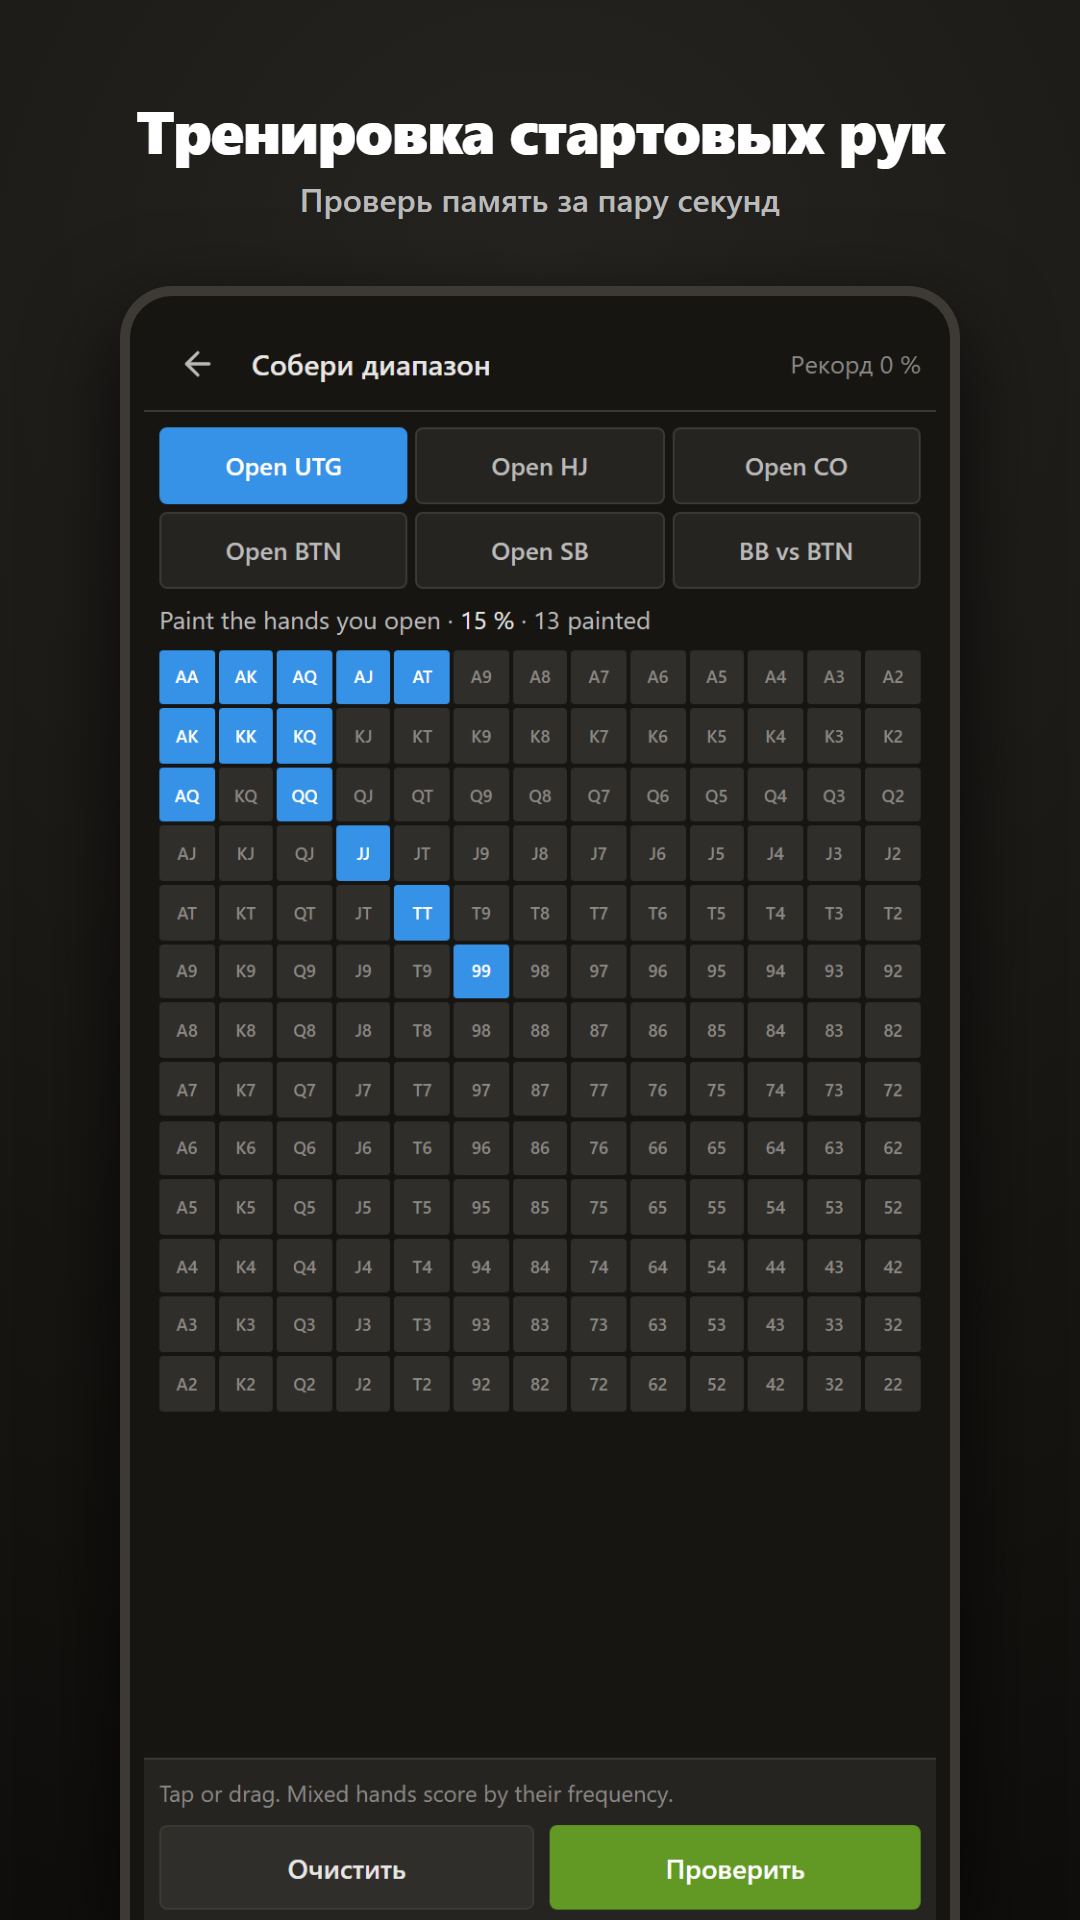 Тренировка стартовых рук
Проверь память за пару секунд
Собери диапазон Рекорд 0 %
Open UTG Open HJ Open CO
Open BTN Open SB BB vs BTN
Paint the hands you open · 15 % · 13 painted
AA AK AQ AJ AT A9 A8 A7 A6 A5 A4 A3 A2
AK KK KQ KJ KT K9 K8 K7 K6 K5 K4 K3 K2
AQ KQ QQ QJ QT Q9 Q8 Q7 Q6 Q5 Q4 Q3 Q2
AJ KJ QJ JJ JT J9 J8 J7 J6 J5 J4 J3 J2
AT KT QT JT TT T9 T8 T7 T6 T5 T4 T3 T2
A9 K9 Q9 J9 T9 99 98 97 96 95 94 93 92
A8 K8 Q8 J8 T8 98 88 87 86 85 84 83 82
A7 K7 Q7 J7 T7 97 87 77 76 75 74 73 72
A6 K6 Q6 J6 T6 96 86 76 66 65 64 63 62
A5 K5 Q5 J5 T5 95 85 75 65 55 54 53 52
A4 K4 Q4 J4 T4 94 84 74 64 54 44 43 42
A3 K3 Q3 J3 T3 93 83 73 63 53 43 33 32
A2 K2 Q2 J2 T2 92 82 72 62 52 42 32 22
Tap or drag. Mixed hands score by their frequency.
Очистить Проверить